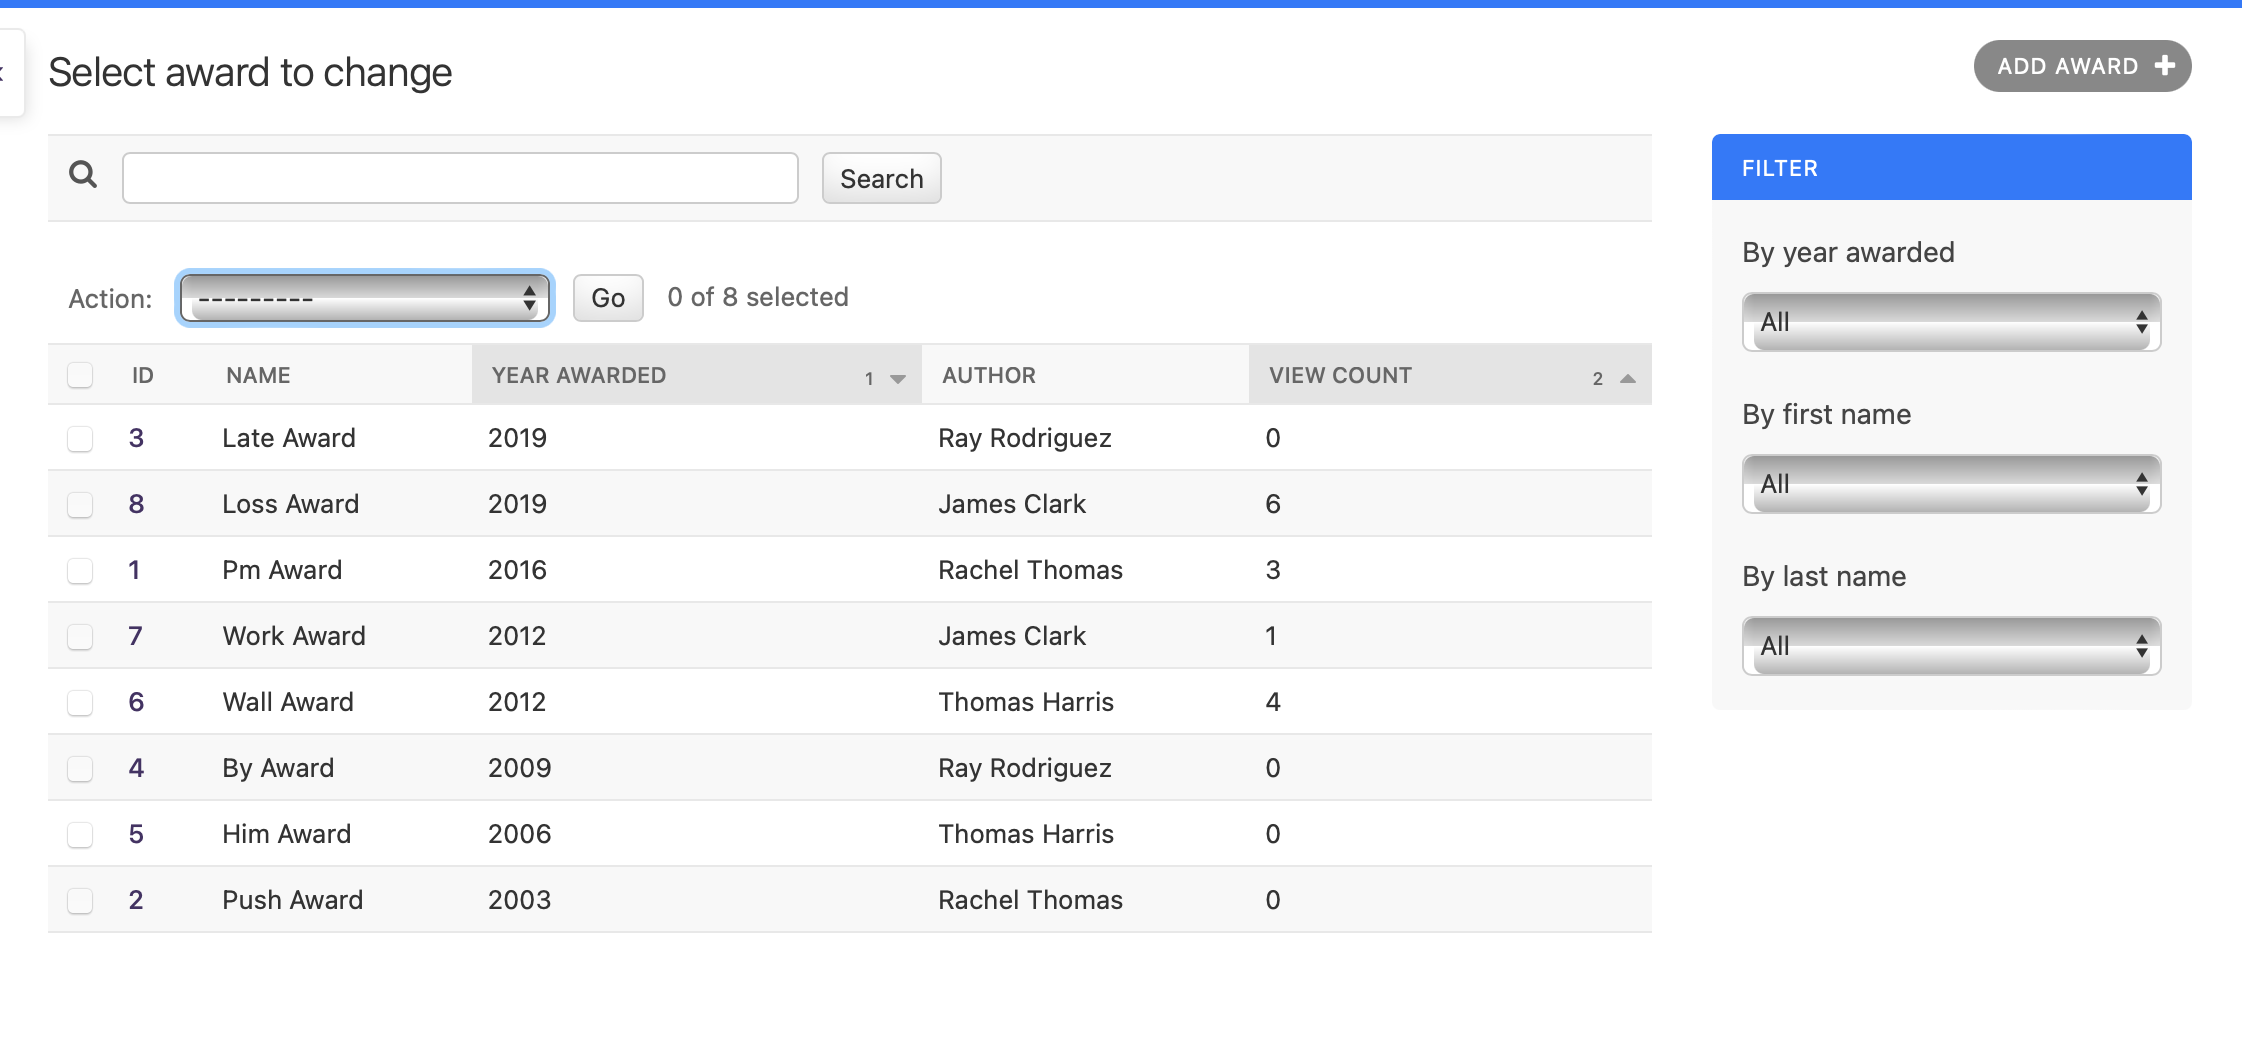 Select award to change
ADD AWARD
Search
FILTER
Action: --------- Go 0 of 8 selected
ID NAME YEAR AWARDED 1 AUTHOR VIEW COUNT 2
3 Late Award 2019 Ray Rodriguez 0
8 Loss Award 2019 James Clark 6
1 Pm Award 2016 Rachel Thomas 3
7 Work Award 2012 James Clark 1
6 Wall Award 2012 Thomas Harris 4
4 By Award 2009 Ray Rodriguez 0
5 Him Award 2006 Thomas Harris 0
2 Push Award 2003 Rachel Thomas 0
By year awarded
All
By first name
All
By last name
All